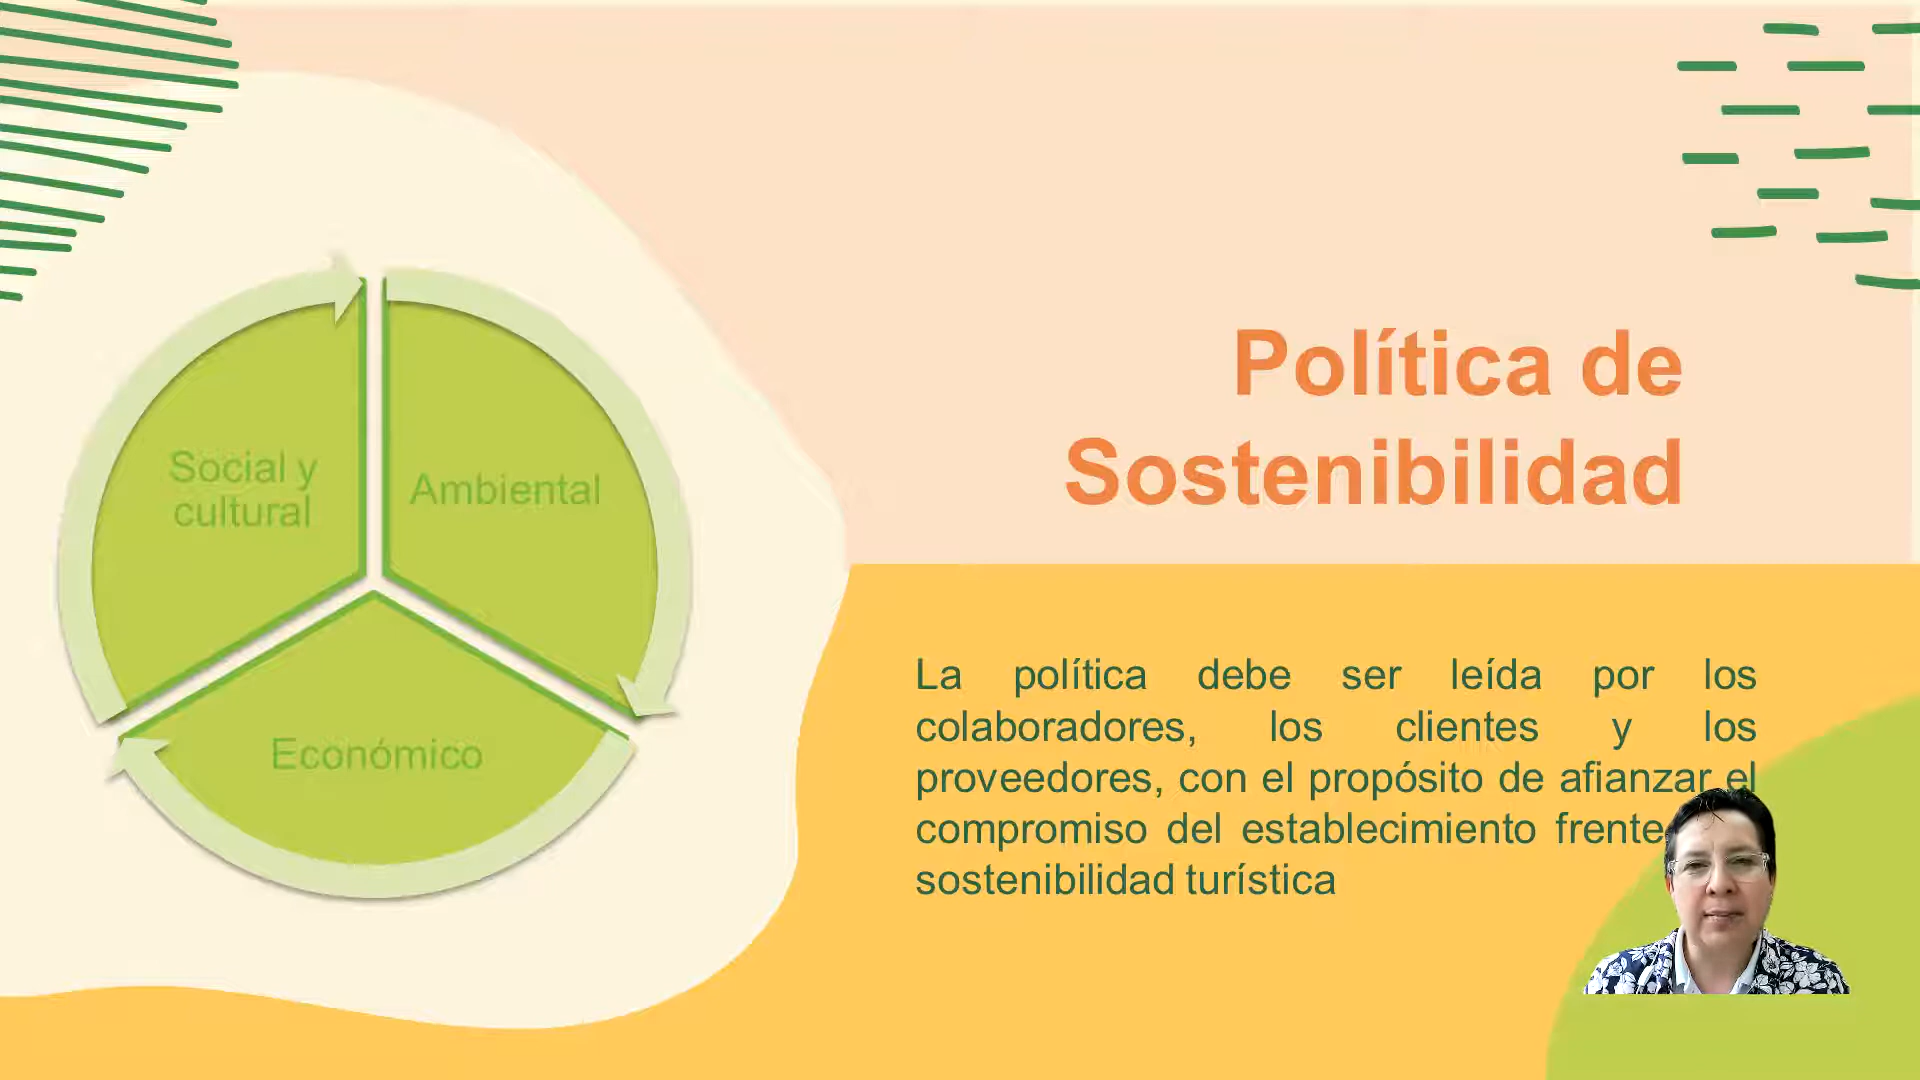 Política de
Sostenibilidad
Social y
cultural
Ambiental
Económico
La política debe ser leída por los
colaboradores, los clientes y los
proveedores, con el propósito de afianzar el
compromiso del establecimiento frente
sostenibilidad turística